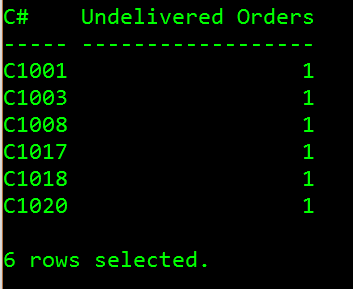 C#    Undelivered Orders
----- ------------------
C1001                  1
C1003                  1
C1008                  1
C1017                  1
C1018                  1
C1020                  1
6 rows selected.